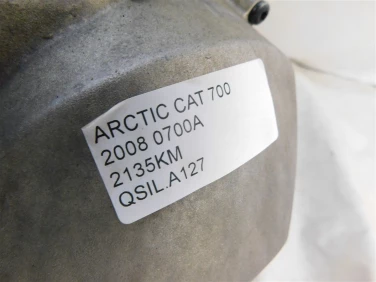 ARCTIC CAT 700
2008 0700A
2135KM
QSIL.A127